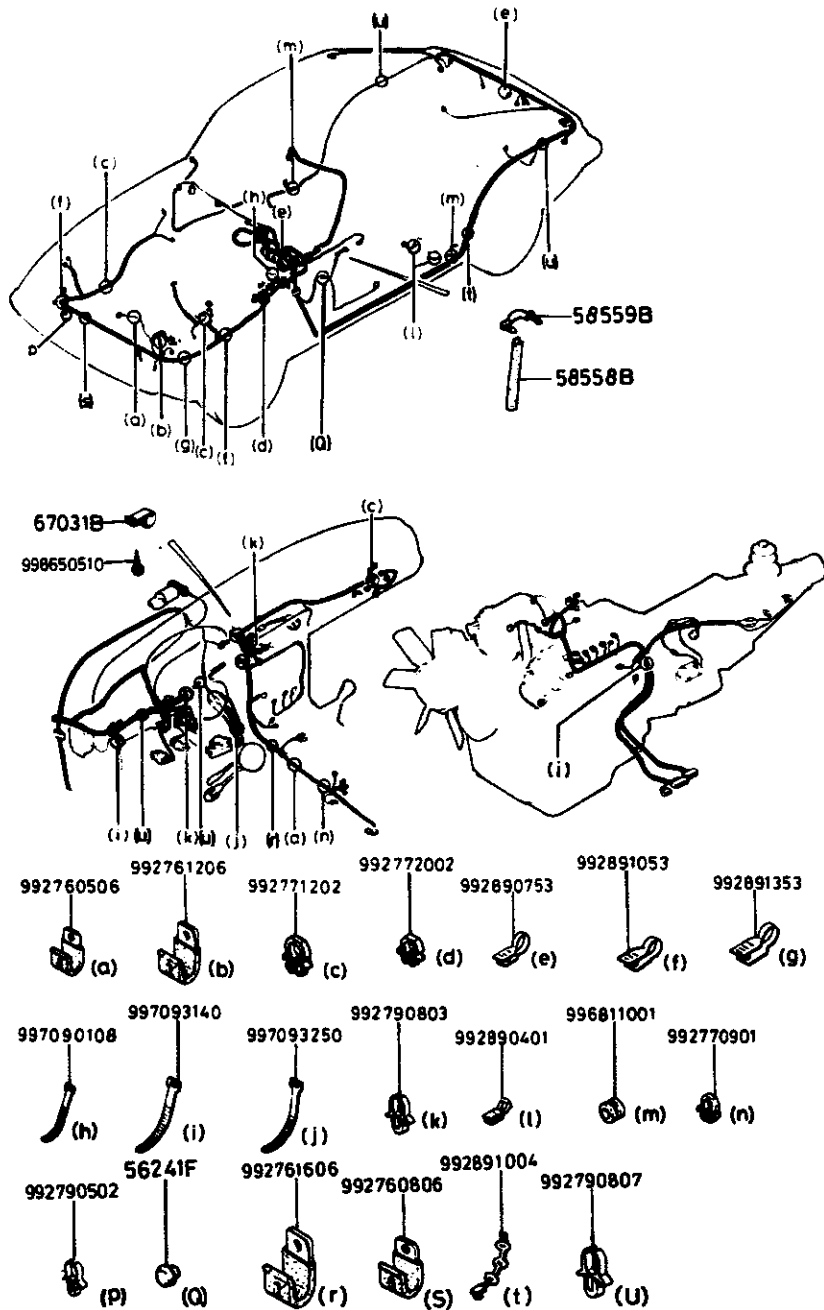 (u)
(e)
(m)
(c)
(h)
(f)
(e)
(m)
(u)
(t)
(l)
58559B
58558B
p
(s)
(a)
(b)
(g)
(c)
(f)
(d)
(Q)
67031B
998650510
(c)
(k)
(i)
(i)
(u)
(k)
(u)
(j)
(r)
(a)
(n)
992760506
992761206
992771202
992772002
992890753
992891053
992891353
(a)
(b)
(c)
(d)
(e)
(f)
(g)
997090108
997093140
997093250
992790803
992890401
996811001
992770901
(h)
(i)
(j)
(k)
(l)
(m)
(n)
992790502
56241F
992761606
992760806
992891004
992790807
(p)
(Q)
(r)
(S)
(t)
(U)